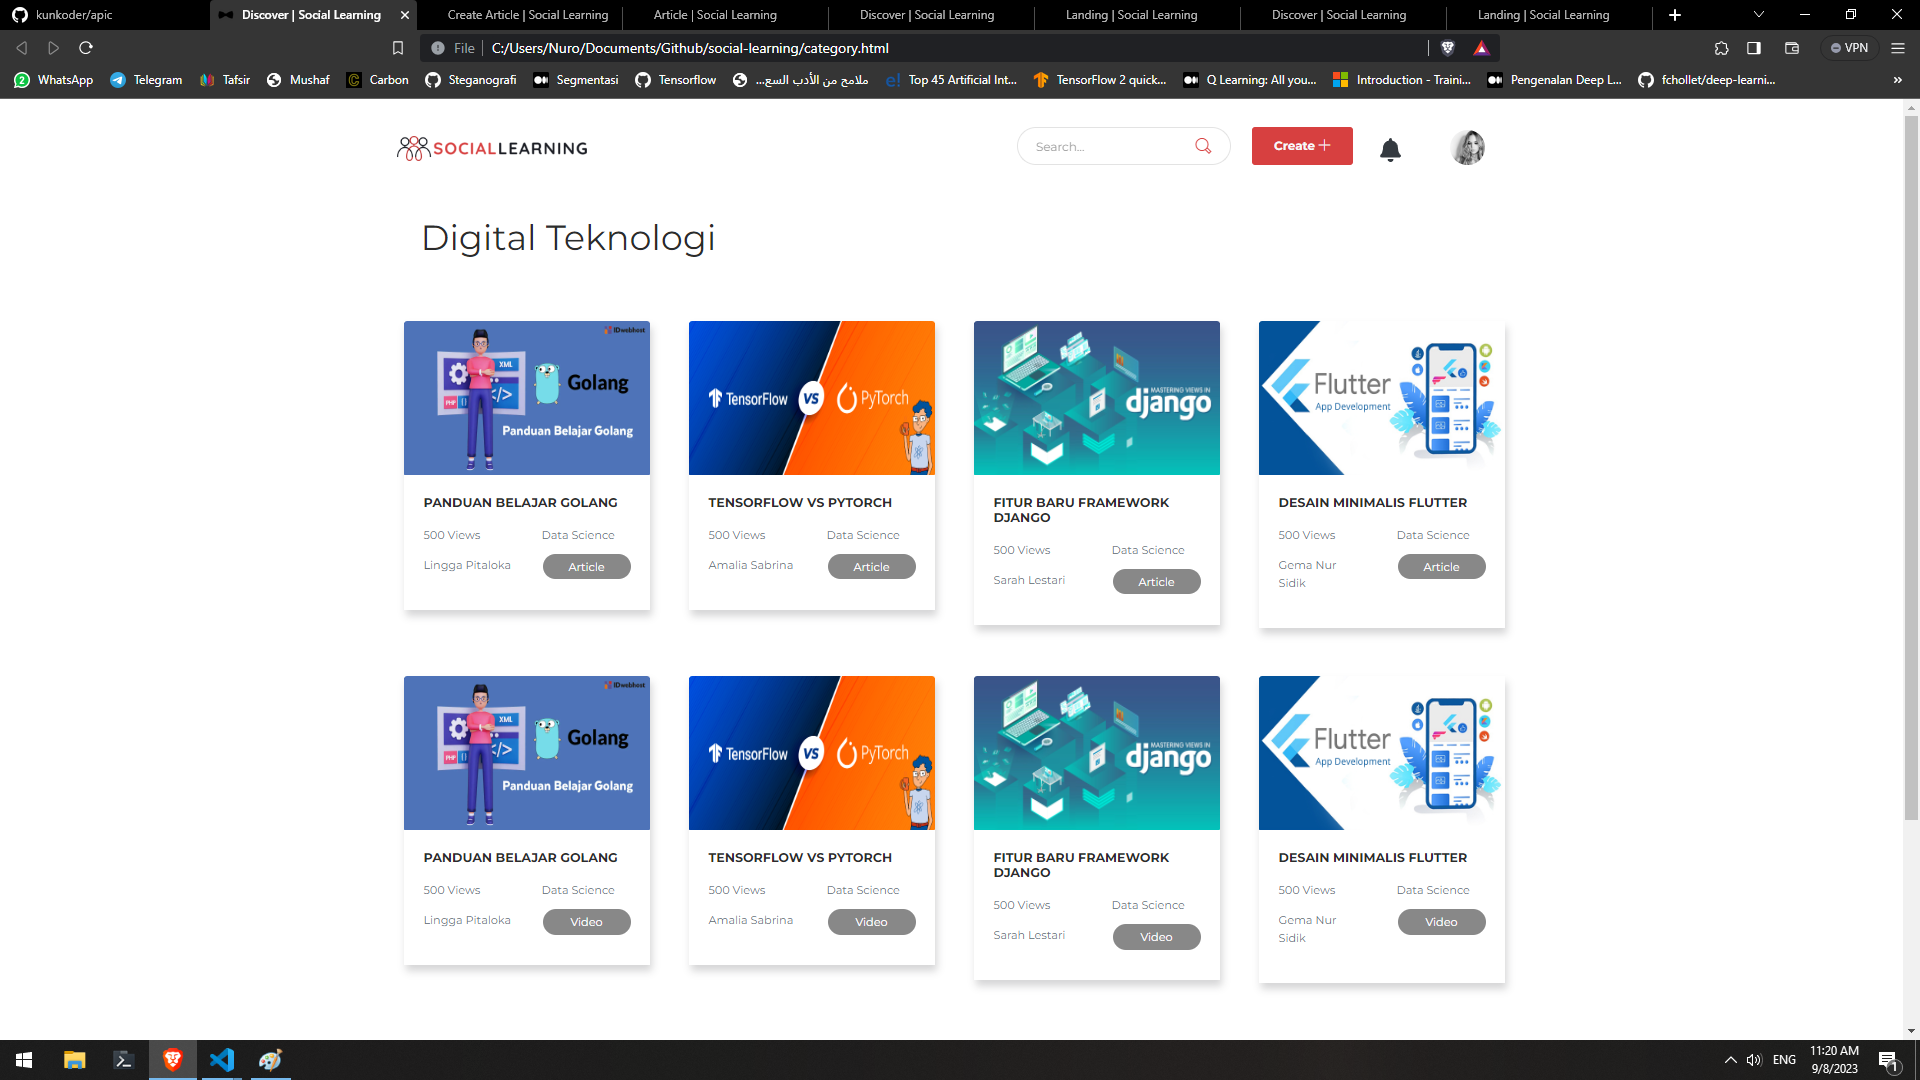 kunkoder/apic
Discover | Social Learning
Create Article | Social Learning
Article | Social Learning
Discover | Social Learning
Landing | Social Learning
Discover | Social Learning
Landing | Social Learning
File
C:/Users/Nuro/Documents/Github/social-learning/category.html
VPN
WhatsApp
Telegram
Tafsir
Mushaf
Carbon
Steganografi
Segmentasi
Tensorflow
ملامح من الأدب السع...
Top 45 Artificial Int...
TensorFlow 2 quick...
Q Learning: All you...
Introduction - Traini...
Pengenalan Deep L...
fchollet/deep-learni...
SOCIALLEARNING
Search...
Create
Digital Teknologi
IDwebhost
XML
PHP
Golang
Panduan Belajar Golang
TensorFlow VS PyTorch
MASTERING VIEWS IN
django
Flutter
App Development
PANDUAN BELAJAR GOLANG
500 Views
Data Science
Lingga Pitaloka
Article
TENSORFLOW VS PYTORCH
500 Views
Data Science
Amalia Sabrina
Article
FITUR BARU FRAMEWORK
DJANGO
500 Views
Data Science
Sarah Lestari
Article
DESAIN MINIMALIS FLUTTER
500 Views
Data Science
Gema Nur
Sidik
Article
IDwebhost
XML
PHP
Golang
Panduan Belajar Golang
TensorFlow VS PyTorch
MASTERING VIEWS IN
django
Flutter
App Development
PANDUAN BELAJAR GOLANG
500 Views
Data Science
Lingga Pitaloka
Video
TENSORFLOW VS PYTORCH
500 Views
Data Science
Amalia Sabrina
Video
FITUR BARU FRAMEWORK
DJANGO
500 Views
Data Science
Sarah Lestari
Video
DESAIN MINIMALIS FLUTTER
500 Views
Data Science
Gema Nur
Sidik
Video
ENG
11:20 AM
9/8/2023
1